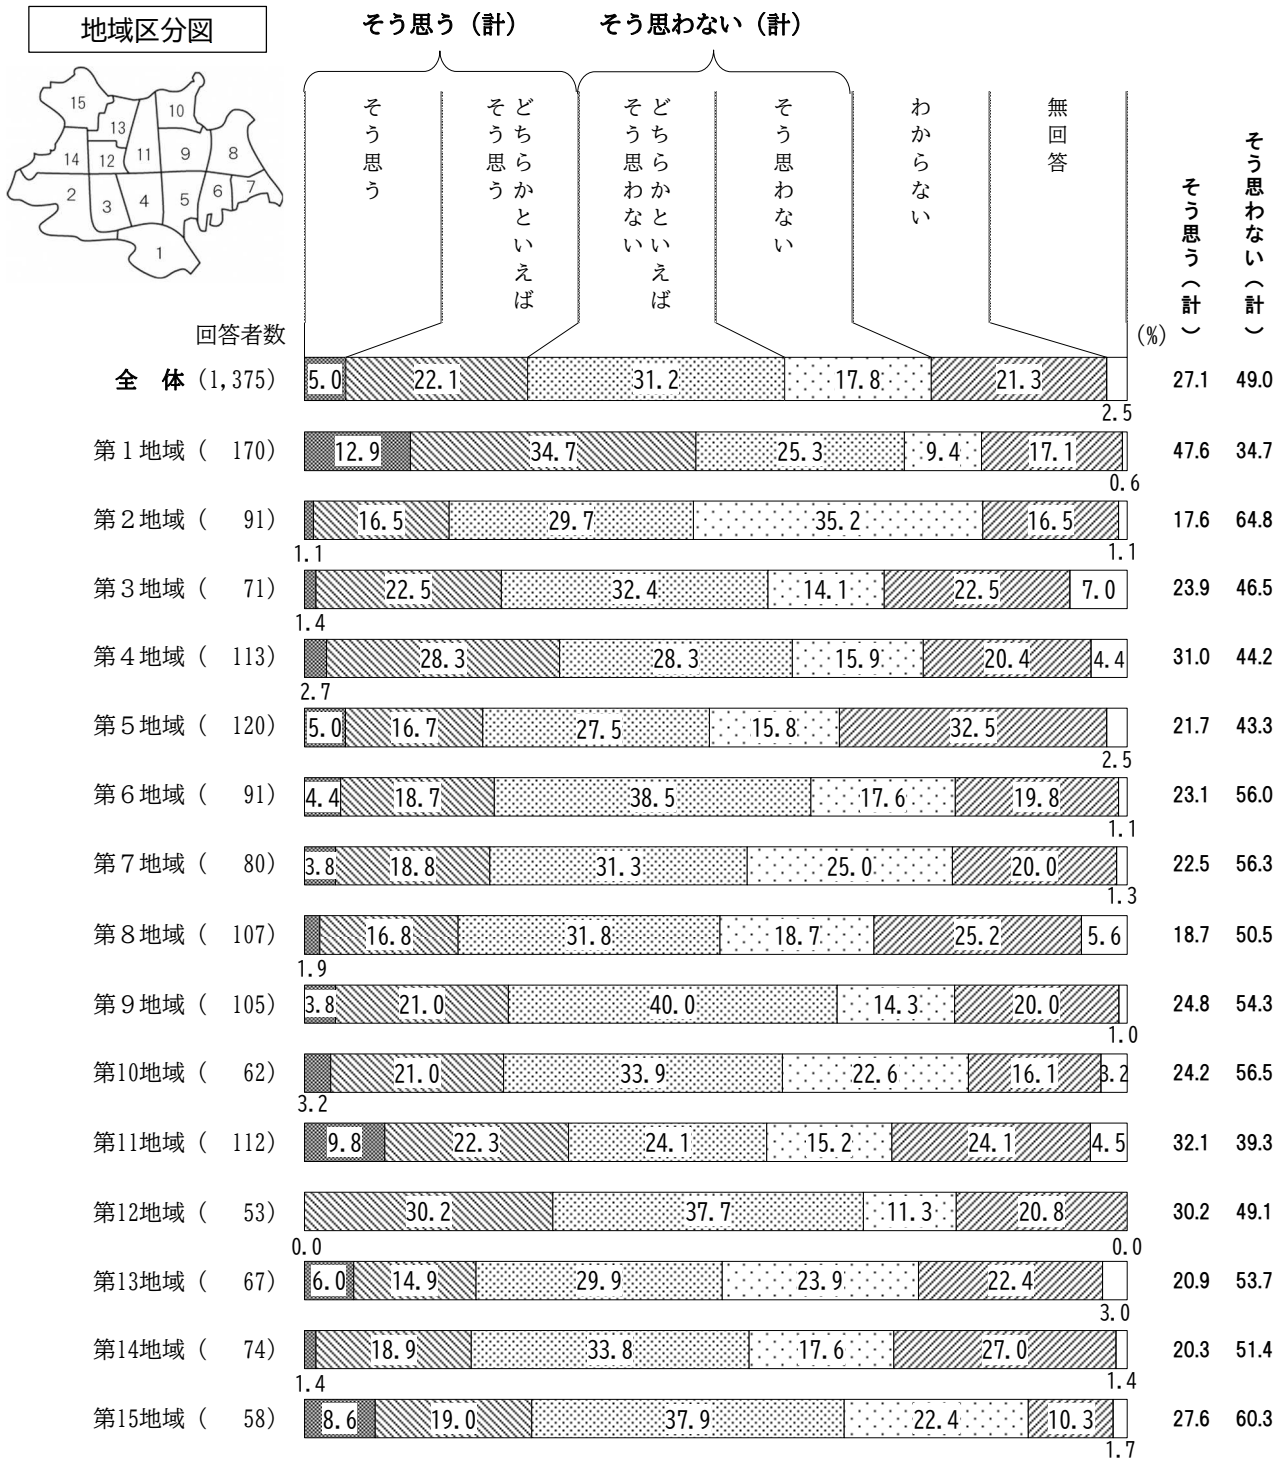 地域区分図
そう思う（計）
そう思わない（計）
15
10
13
14
12
11
9
8
2
3
4
5
6
7
1
そう思う
どちらかといえば
そう思う
どちらかといえば
そう思わない
そう思わない
わからない
無回答
そう思う（計）
そう思わない（計）
回答者数
(%)
全　体 (1,375) 5.0 22.1 31.2 17.8 21.3 27.1 49.0
2.5
第１地域 ( 170) 12.9 34.7 25.3 9.4 17.1 47.6 34.7
0.6
第２地域 ( 91) 16.5 29.7 35.2 16.5 17.6 64.8
1.1 1.1
第３地域 ( 71) 22.5 32.4 14.1 22.5 7.0 23.9 46.5
1.4
第４地域 ( 113) 28.3 28.3 15.9 20.4 4.4 31.0 44.2
2.7
第５地域 ( 120) 5.0 16.7 27.5 15.8 32.5 21.7 43.3
2.5
第６地域 ( 91) 4.4 18.7 38.5 17.6 19.8 23.1 56.0
1.1
第７地域 ( 80) 3.8 18.8 31.3 25.0 20.0 22.5 56.3
1.3
第８地域 ( 107) 16.8 31.8 18.7 25.2 5.6 18.7 50.5
1.9
第９地域 ( 105) 3.8 21.0 40.0 14.3 20.0 24.8 54.3
1.0
第10地域 ( 62) 21.0 33.9 22.6 16.1 3.2 24.2 56.5
3.2
第11地域 ( 112) 9.8 22.3 24.1 15.2 24.1 4.5 32.1 39.3
第12地域 ( 53) 30.2 37.7 11.3 20.8 30.2 49.1
0.0 0.0
第13地域 ( 67) 6.0 14.9 29.9 23.9 22.4 20.9 53.7
3.0
第14地域 ( 74) 18.9 33.8 17.6 27.0 20.3 51.4
1.4 1.4
第15地域 ( 58) 8.6 19.0 37.9 22.4 10.3 27.6 60.3
1.7